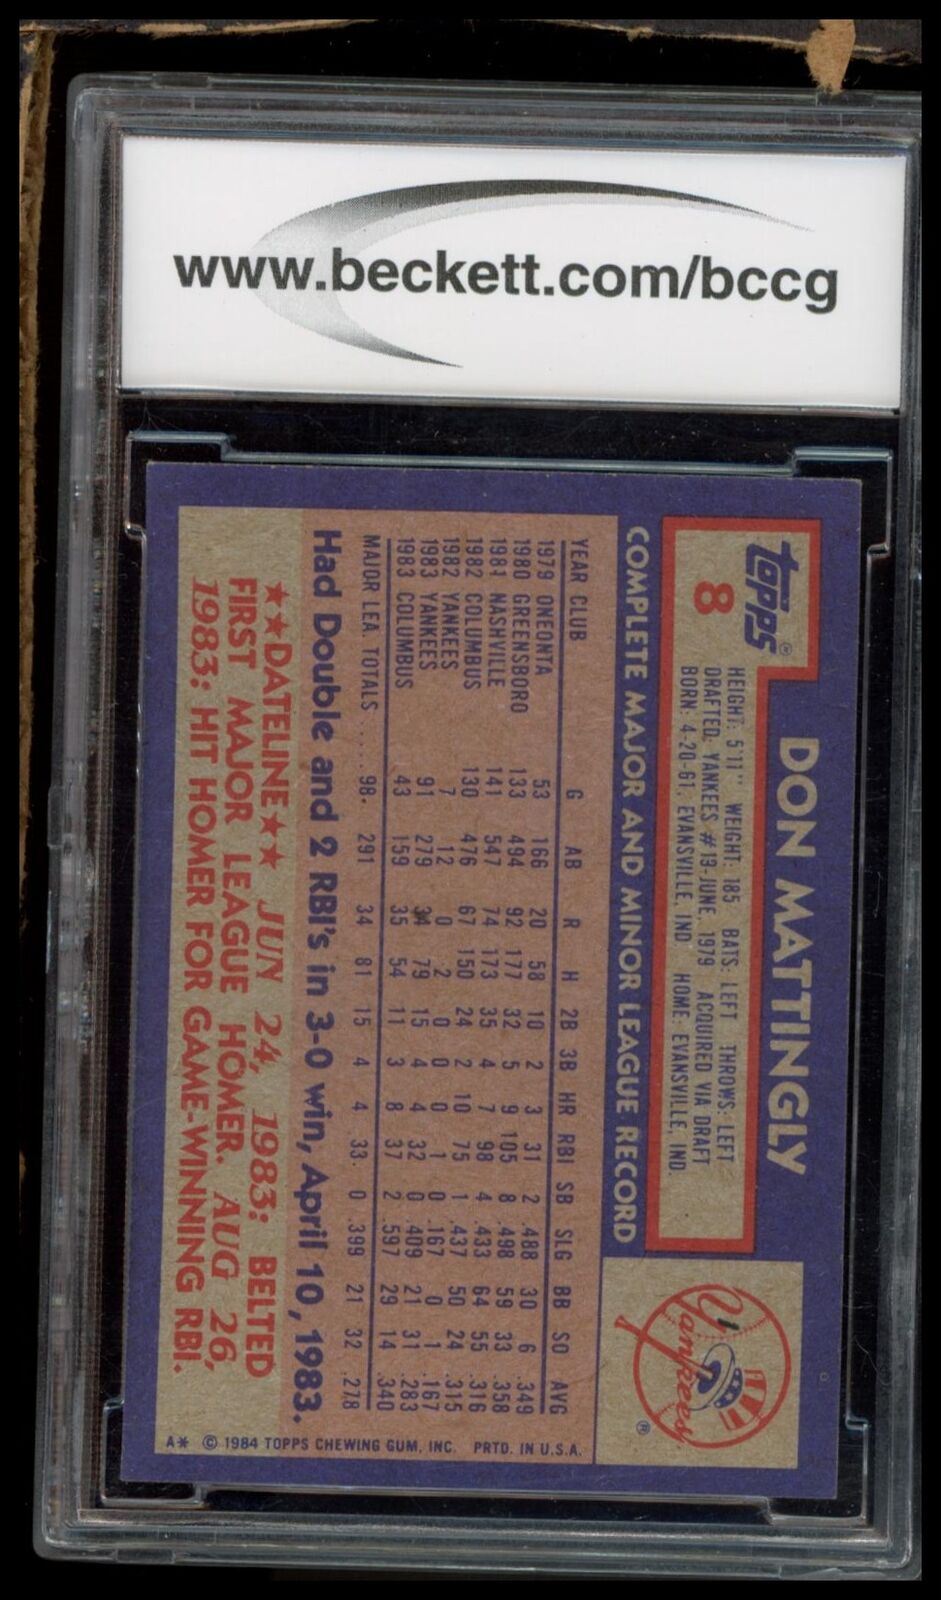 www.beckett.com/bccg
topps®
8
DON MATTINGLY
HEIGHT: 5'11" WEIGHT: 185 BATS: LEFT THROWS: LEFT
DRAFTED: YANKEES #19-JUNE, 1979 ACQUIRED VIA DRAFT
BORN: 4-20-61, EVANSVILLE, IND. HOME: EVANSVILLE, IND.
Yankees ®
COMPLETE MAJOR AND MINOR LEAGUE RECORD
YEAR CLUB G AB R H 2B 3B HR RBI SB SLG BB SO AVG
1979 ONEONTA 53 166 20 58 10 2 3 31 2 .488 30 6 .349
1980 GREENSBORO 133 494 92 177 32 5 9 105 8 .498 59 33 .358
1981 NASHVILLE 141 547 74 173 35 4 7 98 4 .433 64 55 .316
1982 COLUMBUS 130 476 67 150 24 2 10 75 1 .437 50 24 .315
1982 YANKEES 7 12 0 2 0 0 0 1 0 .167 0 1 .167
1983 YANKEES 91 279 34 79 15 4 4 32 0 .409 21 31 .283
1983 COLUMBUS 43 159 35 54 11 3 8 37 2 .597 29 14 .340
MAJOR LEA. TOTALS .... 98 291 34 81 15 4 4 33 0 .399 21 32 .278
Had Double and 2 RBI's in 3-0 win, April 10, 1983.
★★DATELINE★★ JUN 24, 1983: BELTED
FIRST MAJOR LEAGUE HOMER. AUG 26,
1983: HIT HOMER FOR GAME-WINNING RBI.
A* © 1984 TOPPS CHEWING GUM, INC. PRTD. IN U.S.A.